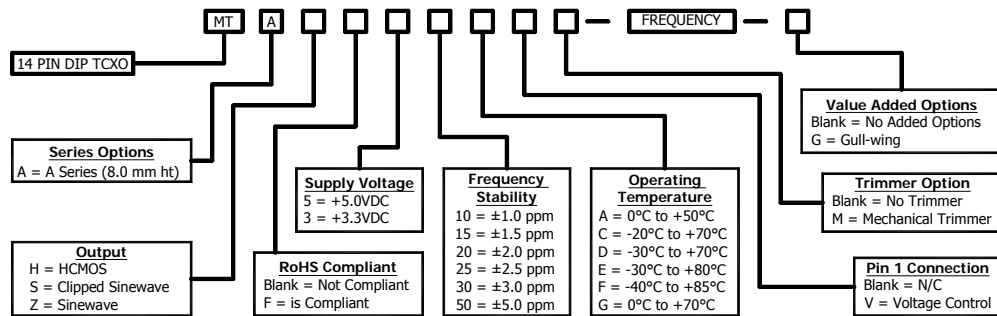 MT A — FREQUENCY —
14 PIN DIP TCXO
Series Options
A = A Series (8.0 mm ht)
Output
H = HCMOS
S = Clipped Sinewave
Z = Sinewave
RoHS Compliant
Blank = Not Compliant
F = is Compliant
Supply Voltage
5 = +5.0VDC
3 = +3.3VDC
Frequency
Stability
10 = ±1.0 ppm
15 = ±1.5 ppm
20 = ±2.0 ppm
25 = ±2.5 ppm
30 = ±3.0 ppm
50 = ±5.0 ppm
Operating
Temperature
A = 0°C to +50°C
C = -20°C to +70°C
D = -30°C to +70°C
E = -30°C to +80°C
F = -40°C to +85°C
G = 0°C to +70°C
Value Added Options
Blank = No Added Options
G = Gull-wing
Trimmer Option
Blank = No Trimmer
M = Mechanical Trimmer
Pin 1 Connection
Blank = N/C
V = Voltage Control